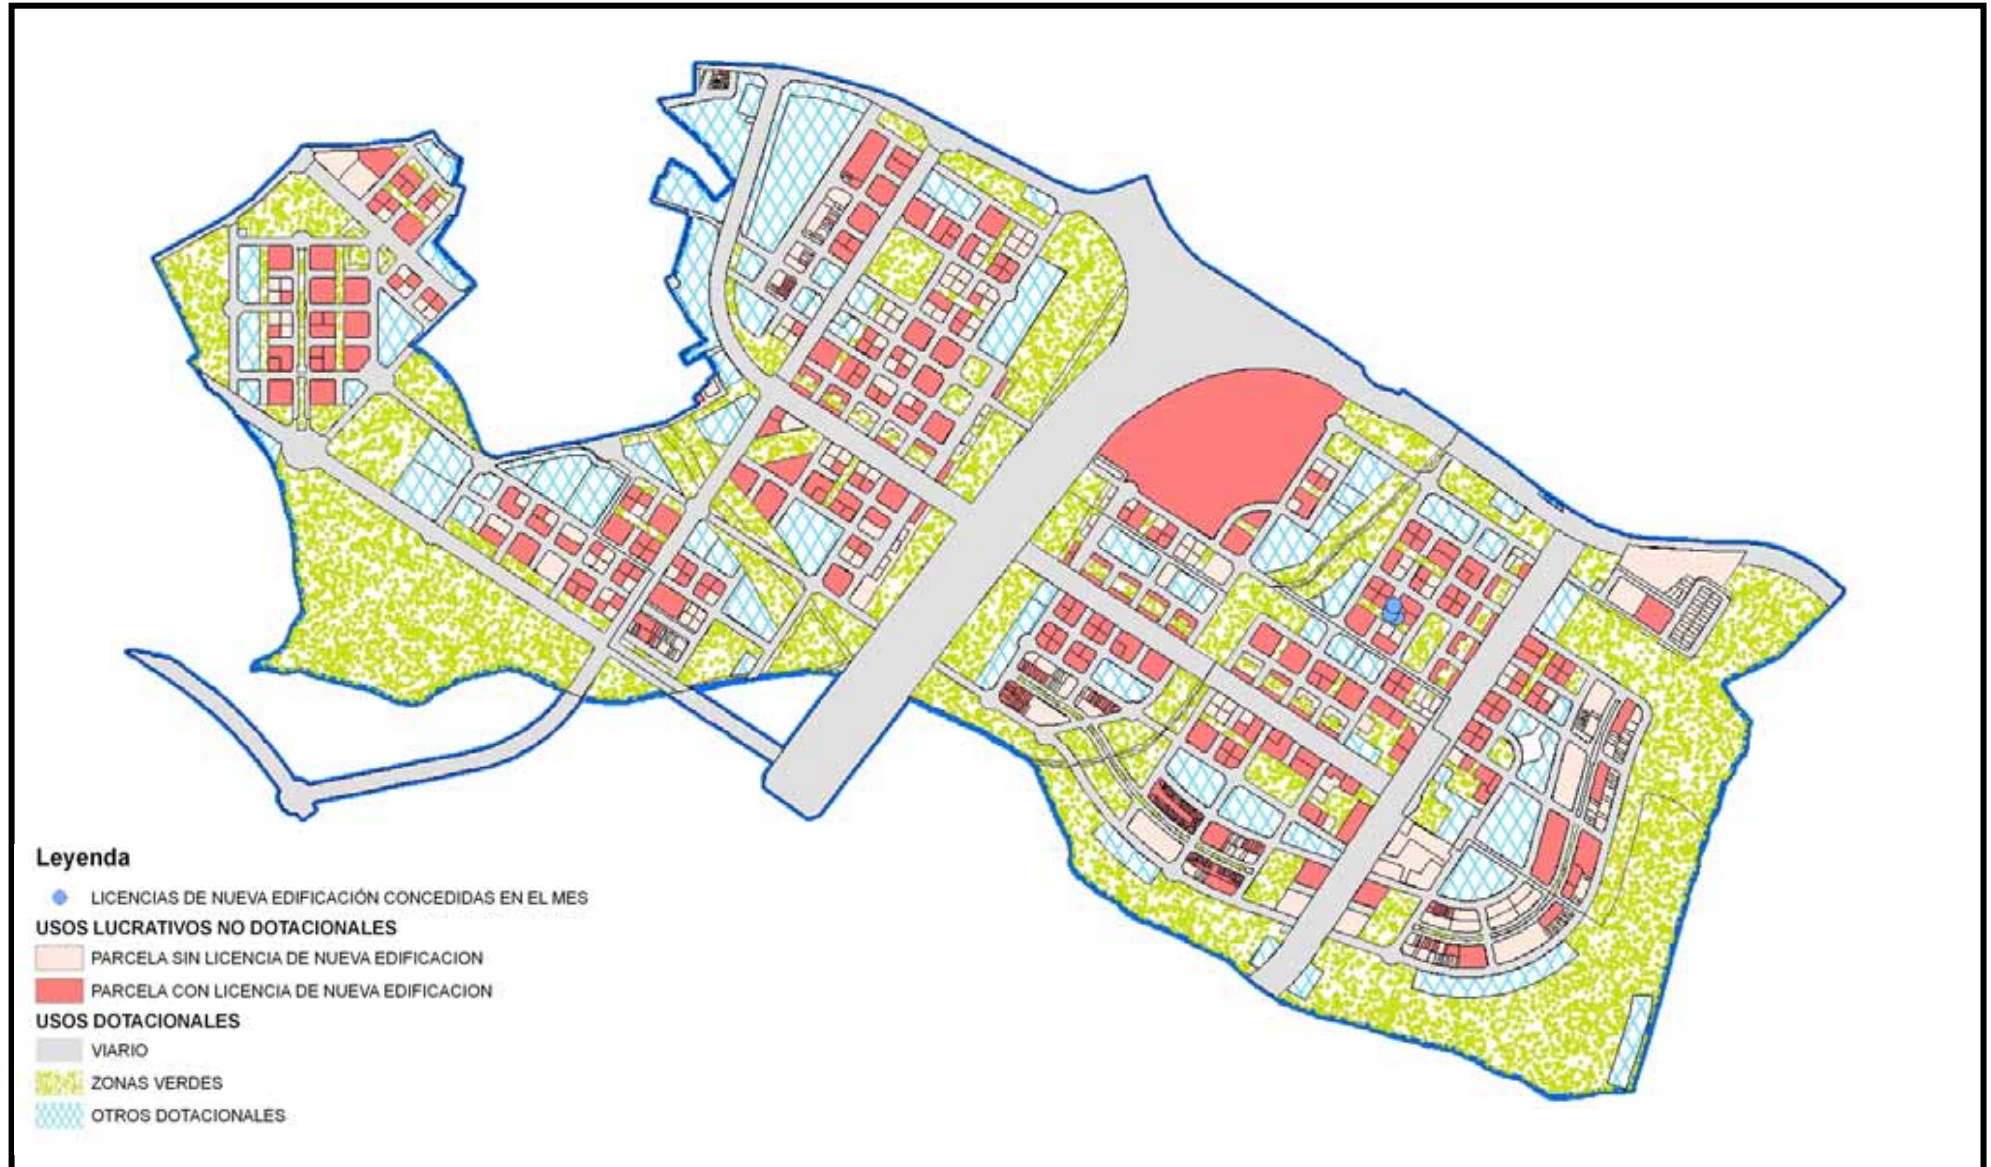 Leyenda
LICENCIAS DE NUEVA EDIFICACIÓN CONCEDIDAS EN EL MES
USOS LUCRATIVOS NO DOTACIONALES
PARCELA SIN LICENCIA DE NUEVA EDIFICACION
PARCELA CON LICENCIA DE NUEVA EDIFICACION
USOS DOTACIONALES
VIARIO
ZONAS VERDES
OTROS DOTACIONALES